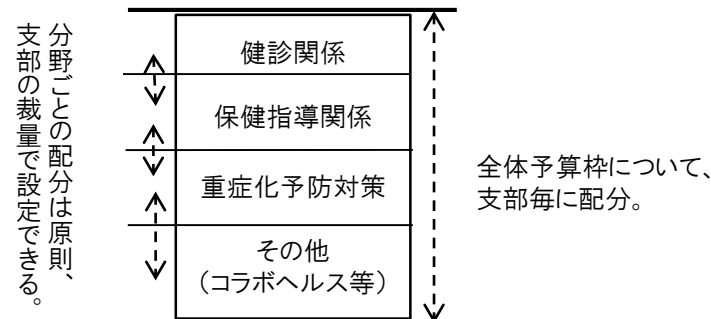 分野ごとの配分は原則、
支部の裁量で設定できる。
健診関係
保健指導関係
重症化予防対策
その他
（コラボヘルス等）
全体予算枠について、
支部毎に配分。